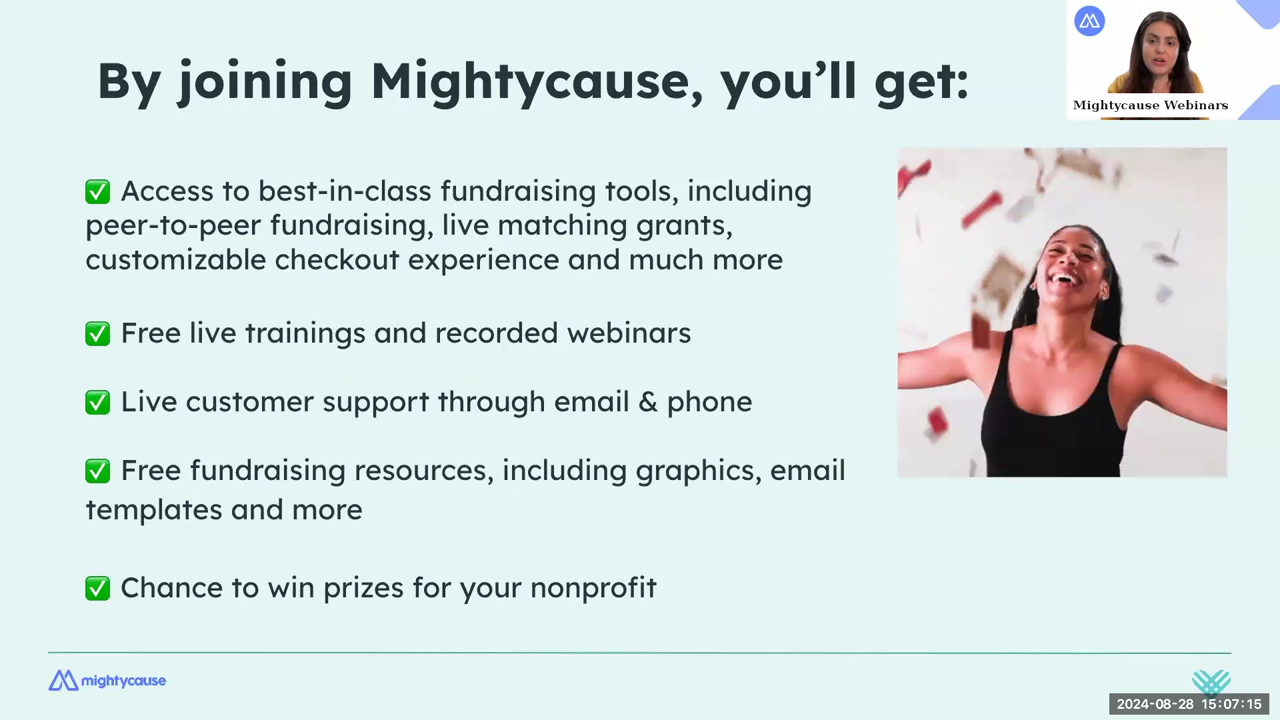 By joining Mightycause, you’ll get:
Mightycause Webinars
✅ Access to best-in-class fundraising tools, including
peer-to-peer fundraising, live matching grants,
customizable checkout experience and much more
✅ Free live trainings and recorded webinars
✅ Live customer support through email & phone
✅ Free fundraising resources, including graphics, email
templates and more
✅ Chance to win prizes for your nonprofit
mightycause
2024-08-28 15:07:15